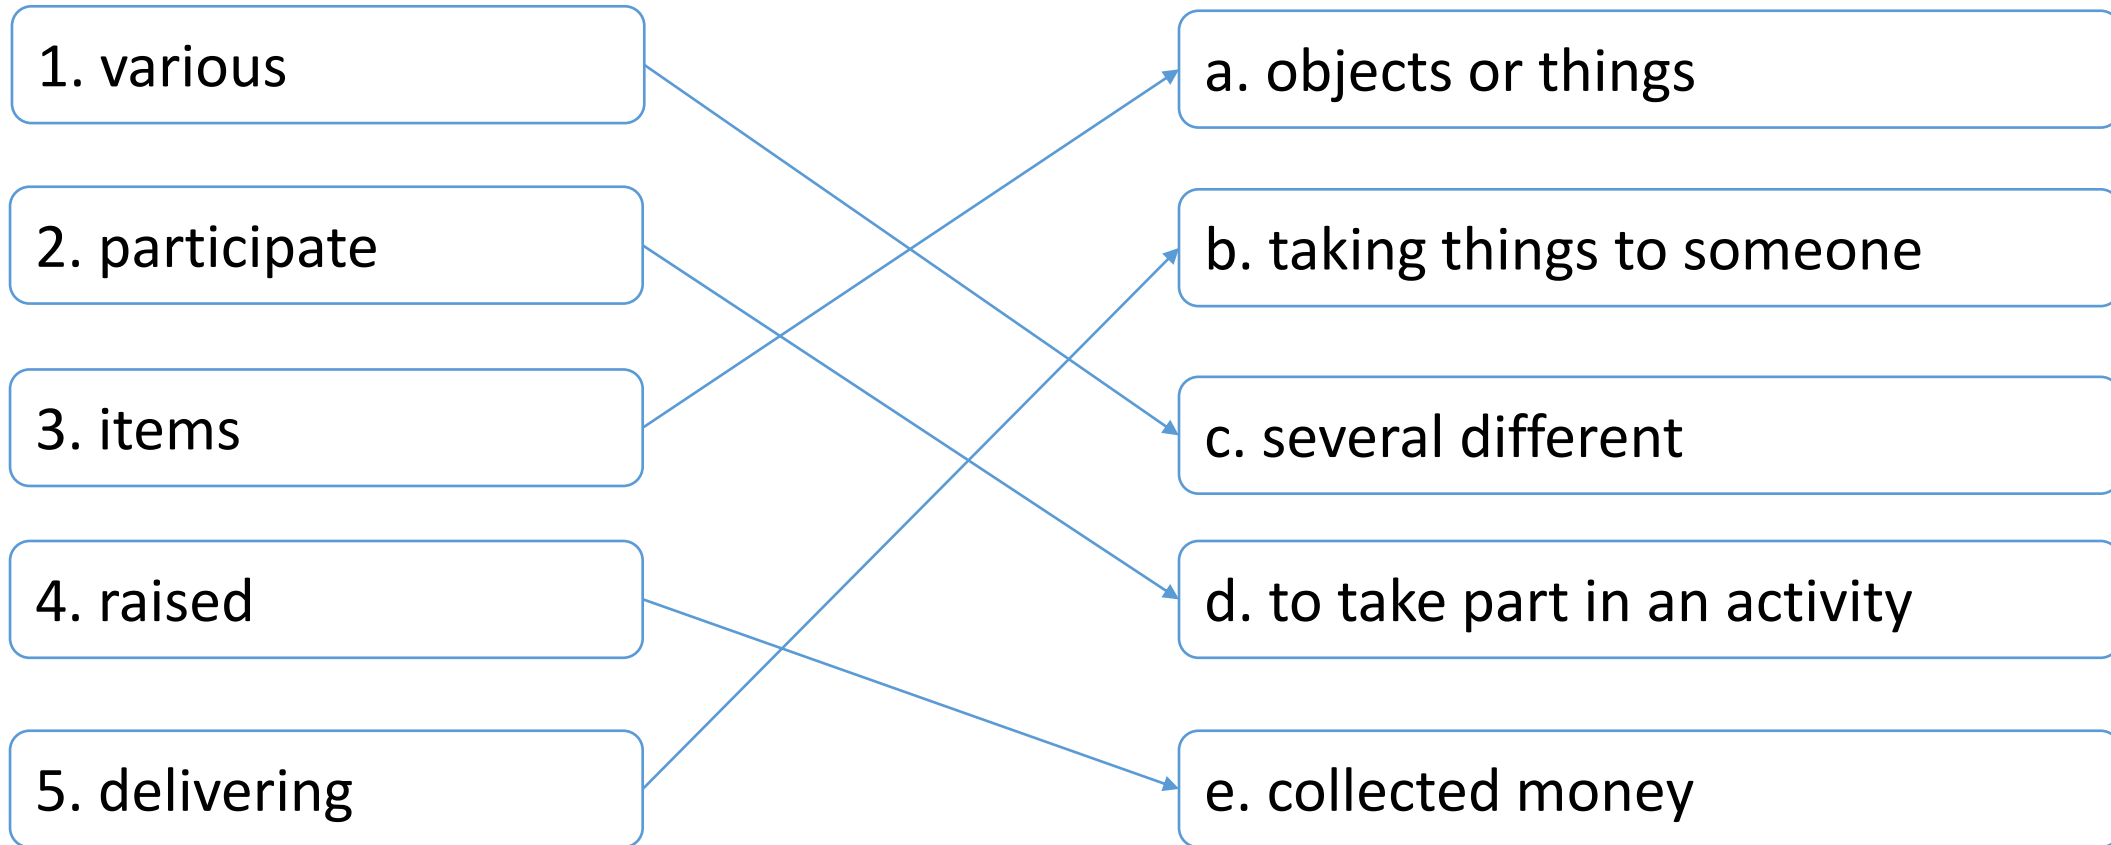 1. various
2. participate
3. items
4. raised
5. delivering
a. objects or things
b. taking things to someone
c. several different
d. to take part in an activity
e. collected money